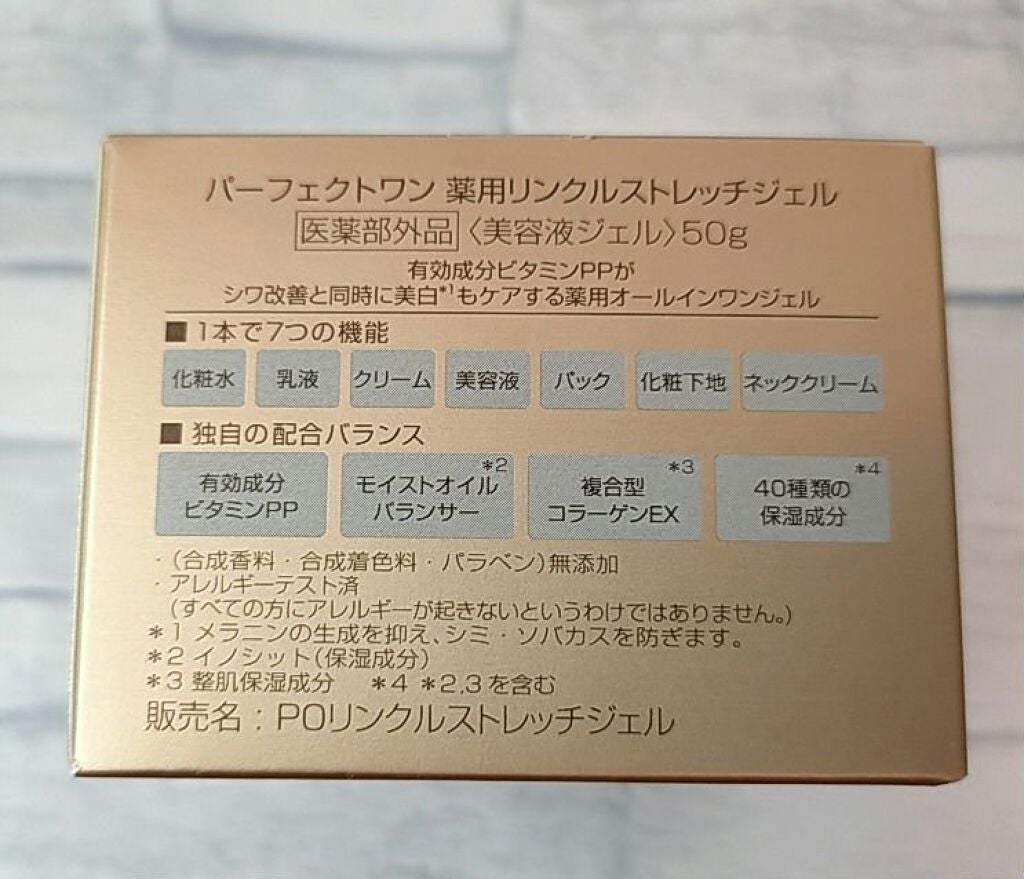 パーフェクトワン 薬用リンクルストレッチジェル
医薬部外品〈美容液ジェル〉50g
有効成分ビタミンPPが
シワ改善と同時に美白*1もケアする薬用オールインワンジェル
■1本で7つの機能
化粧水 乳液 クリーム 美容液 パック 化粧下地 ネッククリーム
■独自の配合バランス
有効成分
ビタミンPP
モイストオイル*2
バランサー
複合型*3
コラーゲンEX
40種類の*4
保湿成分
・(合成香料・合成着色料・パラベン)無添加
・アレルギーテスト済
(すべての方にアレルギーが起きないというわけではありません。)
*1 メラニンの生成を抑え、シミ・ソバカスを防ぎます。
*2 イノシット(保湿成分)
*3 整肌保湿成分 *4 *2,3を含む
販売名:POリンクルストレッチジェル